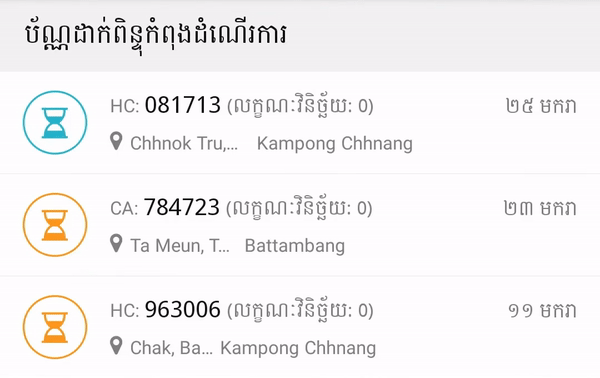 ប័ណ្ណដាក់ពិន្ទុកំពុងដំណើរការ
HC: 081713 (លក្ខណៈវិនិច្ឆ័យ: 0) ២៥ មករា
Chhnok Tru,... Kampong Chhnang
CA: 784723 (លក្ខណៈវិនិច្ឆ័យ: 0) ២៣ មករា
Ta Meun, T... Battambang
HC: 963006 (លក្ខណៈវិនិច្ឆ័យ: 0) ១១ មករា
Chak, Ba... Kampong Chhnang